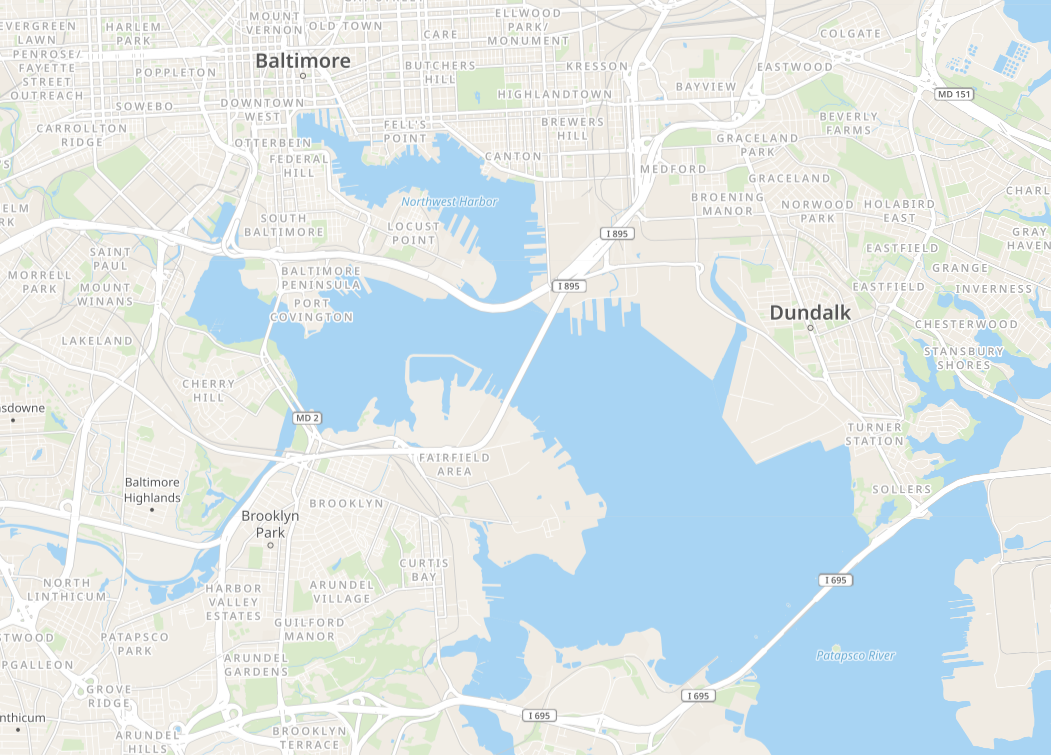 ELLWOOD
PARK/
MONUMENT
MOUNT
VERNON
OLD TOWN
EVERGREEN
LAWN
HARLEM
PARK
CARE
COLGATE
PENROSE/
FAYETTE
STREET
OUTREACH
Baltimore
BUTCHERS
HILL
KRESSON
EASTWOOD
POPPLETON
BAYVIEW
HIGHLANDTOWN
MD 151
SOWEBO
DOWNTOWN
WEST
CARROLLTON
RIDGE
FELL'S
POINT
BREWERS
HILL
BEVERLY
FARMS
OTTERBEIN
GRACELAND
PARK
FEDERAL
HILL
CANTON
MEDFORD
GRACELAND
CHARL
Northwest Harbor
BROENING
MANOR
NORWOOD
PARK
HOLABIRD
EAST
ELM
RK
SOUTH
BALTIMORE
LOCUST
POINT
I 895
GRAY
HAVEN
SAINT
PAUL
EASTFIELD
MORRELL
PARK
BALTIMORE
PENINSULA
GRANGE
MOUNT
WINANS
I 895
EASTFIELD
INVERNESS
PORT
COVINGTON
Dundalk
CHESTERWOOD
LAKELAND
STANSBURY
SHORES
CHERRY
HILL
sdowne
MD 2
TURNER
STATION
FAIRFIELD
AREA
Baltimore
Highlands
SOLLERS
BROOKLYN
Brooklyn
Park
CURTIS
BAY
NORTH
LINTHICUM
I 695
HARBOR
VALLEY
ESTATES
ARUNDEL
VILLAGE
GUILFORD
MANOR
STWOOD
PATAPSCO
PARK
Patapsco River
PGALLEON
ARUNDEL
GARDENS
GROVE
RIDGE
I 695
I 695
nthicum
ARUNDEL
HILLS
BROOKLYN
TERRACE